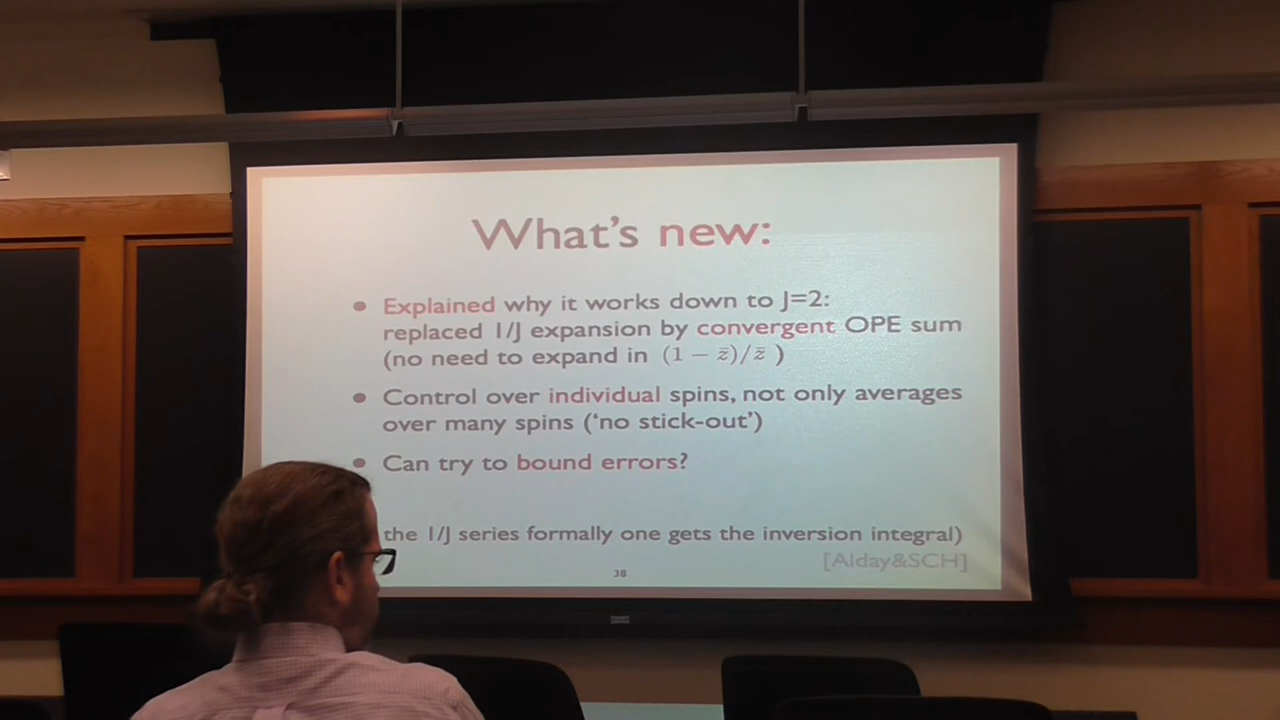 What's new:
• Explained why it works down to J=2:
replaced 1/J expansion by convergent OPE sum
(no need to expand in (1 − z̄)/z̄ )
• Control over individual spins, not only averages
over many spins ('no stick-out')
• Can try to bound errors?
the 1/J series formally one gets the inversion integral)
[Alday&SCH]
38